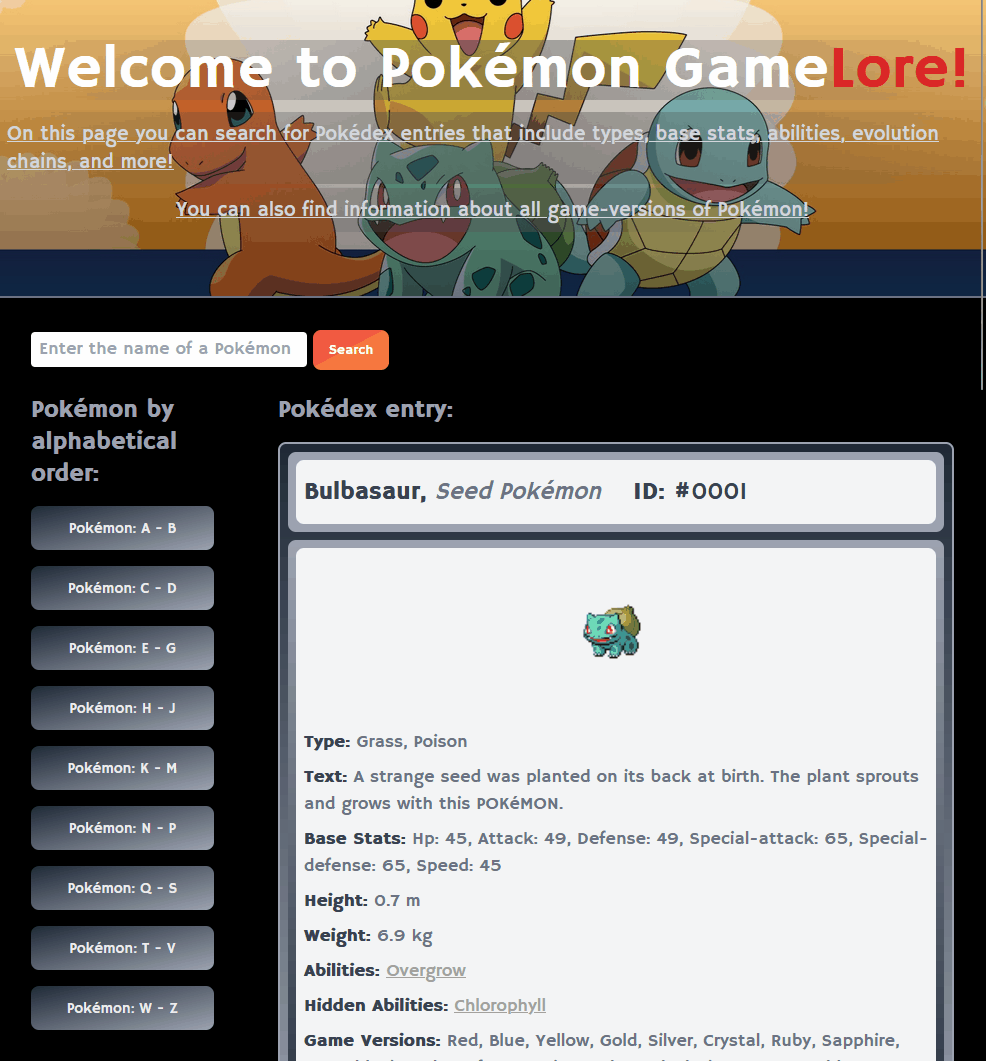 Welcome to Pokémon GameLore!
On this page you can search for Pokédex entries that include types, base stats, abilities, evolution
chains, and more!
You can also find information about all game-versions of Pokémon!
Enter the name of a Pokémon
Search
Pokémon by
alphabetical
order:
Pokémon: A - B
Pokémon: C - D
Pokémon: E - G
Pokémon: H - J
Pokémon: K - M
Pokémon: N - P
Pokémon: Q - S
Pokémon: T - V
Pokémon: W - Z
Pokédex entry:
Bulbasaur, Seed Pokémon ID: #0001
Type: Grass, Poison
Text: A strange seed was planted on its back at birth. The plant sprouts
and grows with this POKéMON.
Base Stats: Hp: 45, Attack: 49, Defense: 49, Special-attack: 65, Special-
defense: 65, Speed: 45
Height: 0.7 m
Weight: 6.9 kg
Abilities: Overgrow
Hidden Abilities: Chlorophyll
Game Versions: Red, Blue, Yellow, Gold, Silver, Crystal, Ruby, Sapphire,